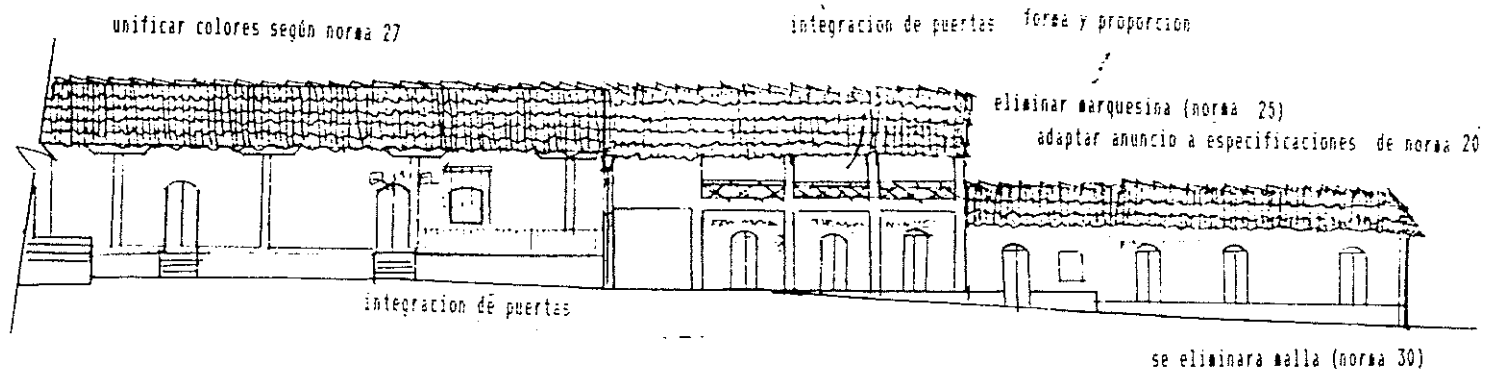 unificar colores según norma 27
integración de puertas forma y proporcion
eliminar marquesina (norma 25)
adaptar anuncio a especificaciones de norma 20
integracion de puertas
se eliminara malla (norma 30)